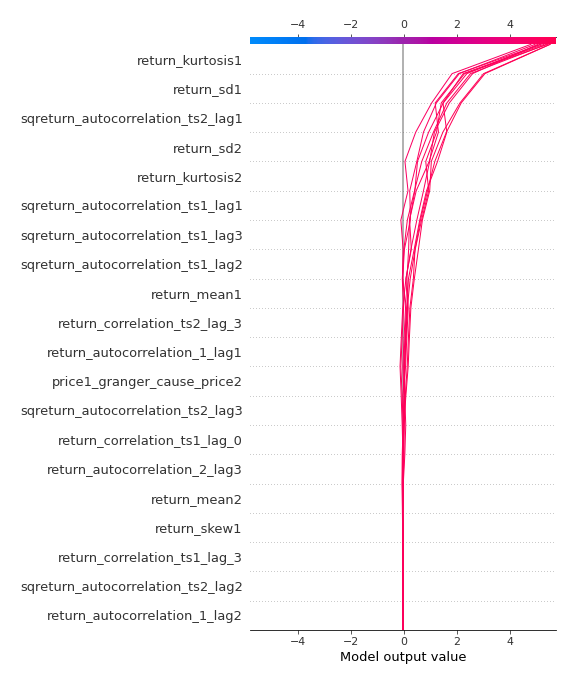 −4 −2 0 2 4
return_kurtosis1
return_sd1
sqreturn_autocorrelation_ts2_lag1
return_sd2
return_kurtosis2
sqreturn_autocorrelation_ts1_lag1
sqreturn_autocorrelation_ts1_lag3
sqreturn_autocorrelation_ts1_lag2
return_mean1
return_correlation_ts2_lag_3
return_autocorrelation_1_lag1
price1_granger_cause_price2
sqreturn_autocorrelation_ts2_lag3
return_correlation_ts1_lag_0
return_autocorrelation_2_lag3
return_mean2
return_skew1
return_correlation_ts1_lag_3
sqreturn_autocorrelation_ts2_lag2
return_autocorrelation_1_lag2
−4 −2 0 2 4
Model output value